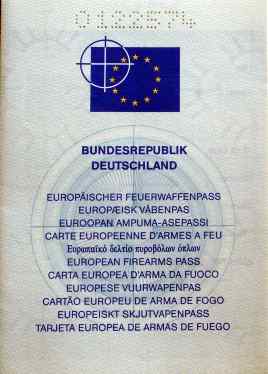 0122574
BUNDESREPUBLIK
DEUTSCHLAND
EUROPÄISCHER FEUERWAFFENPASS
EUROPÆISK VÅBENPAS
EUROOPAN AMPUMA-ASEPASSI
CARTE EUROPEENNE D'ARMES A FEU
Ευρωπαϊκό δελτίο πυροβόλων όπλων
EUROPEAN FIREARMS PASS
CARTA EUROPEA D'ARMA DA FUOCO
EUROPESE VUURWAPENPAS
CARTÃO EUROPEU DE ARMA DE FOGO
EUROPEISKT SKJUTVAPENPASS
TARJETA EUROPEA DE ARMAS DE FUEGO